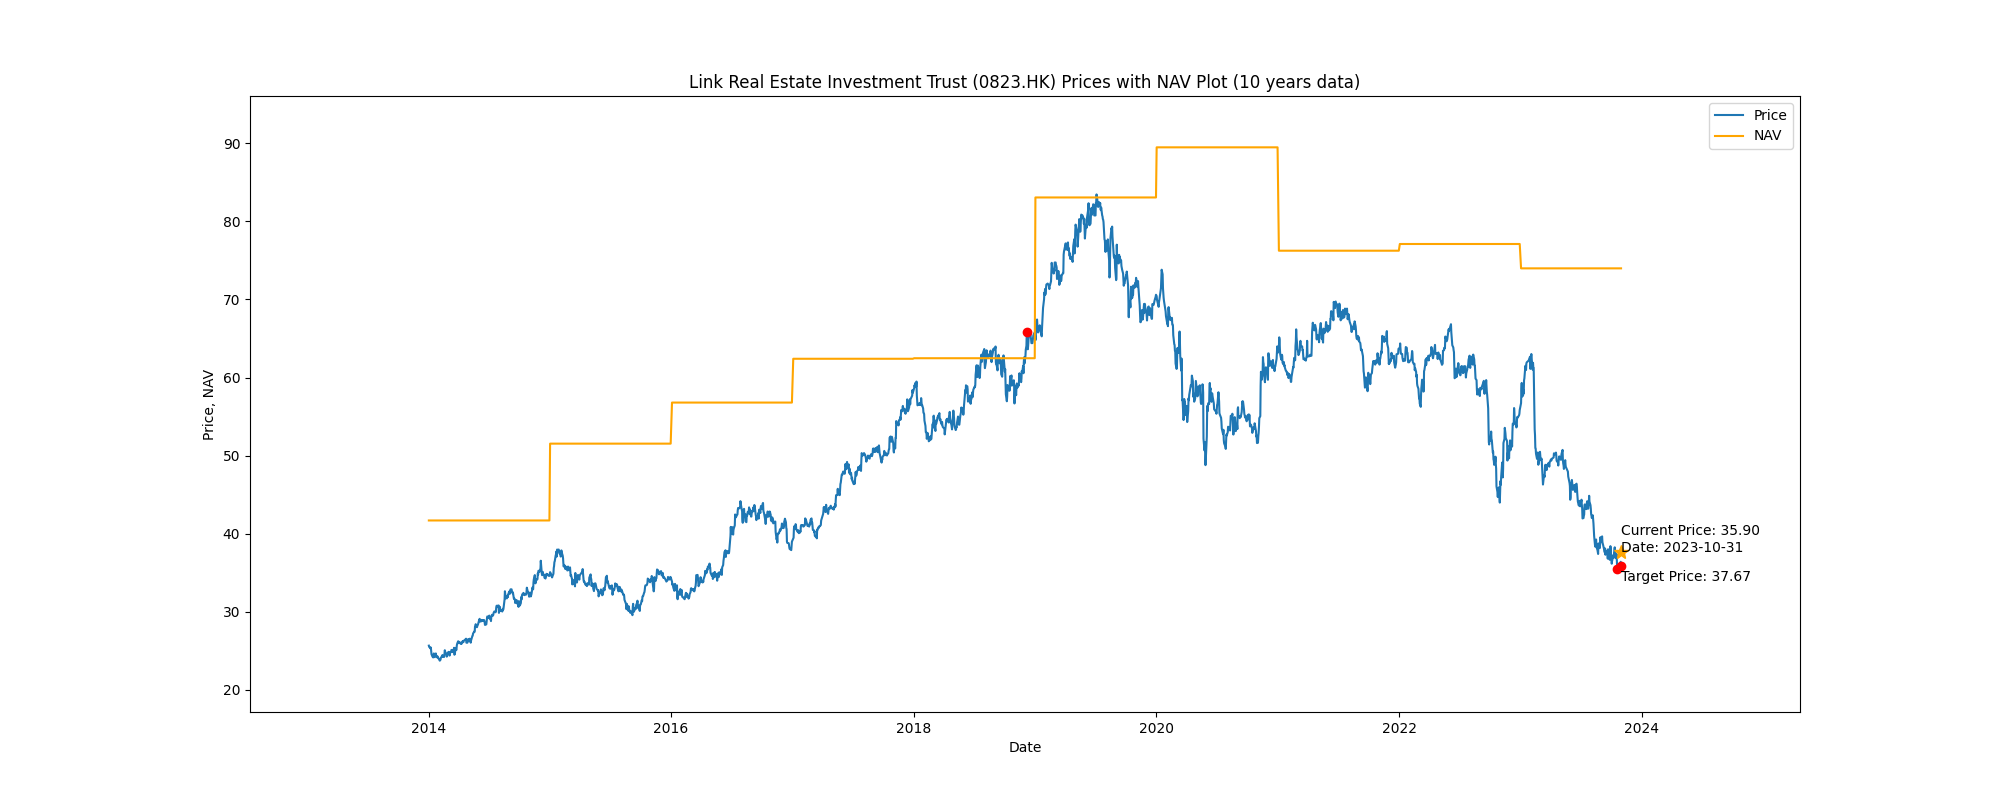 Link Real Estate Investment Trust (0823.HK) Prices with NAV Plot (10 years data)
Price
NAV
90
80
70
60
50
40
30
20
Price, NAV
Current Price: 35.90
Date: 2023-10-31
Target Price: 37.67
2014
2016
2018
2020
2022
2024
Date